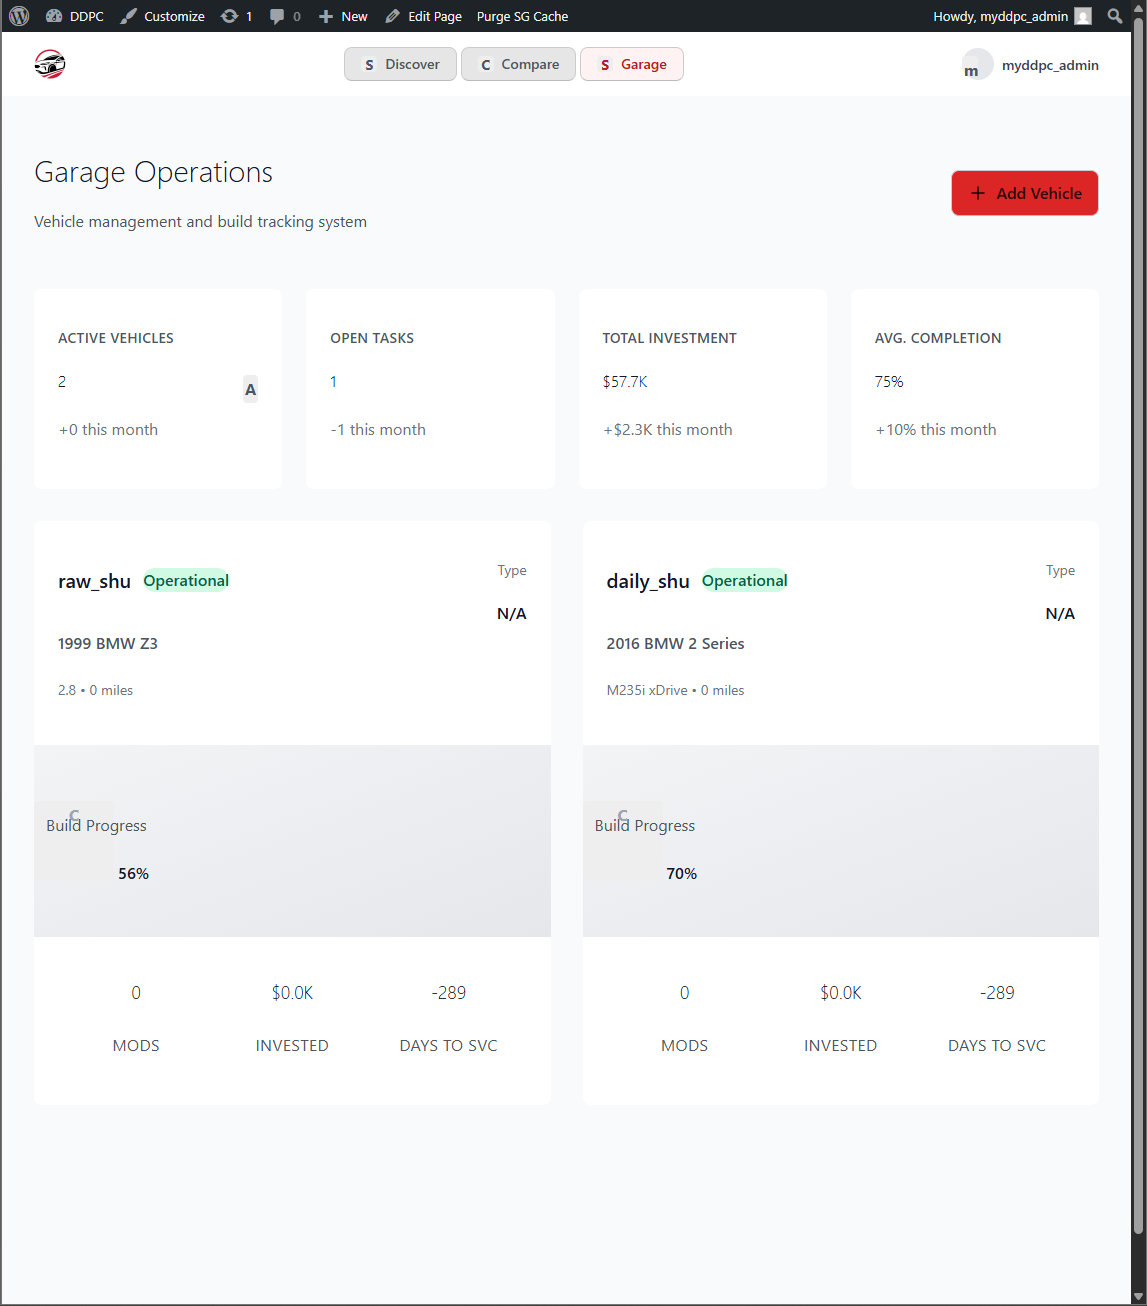 DDPC Customize 1 0 New Edit Page Purge SG Cache Howdy, myddpc_admin
S Discover C Compare S Garage m myddpc_admin
Garage Operations
+ Add Vehicle
Vehicle management and build tracking system
ACTIVE VEHICLES
2
A
+0 this month
OPEN TASKS
1
-1 this month
TOTAL INVESTMENT
$57.7K
+$2.3K this month
AVG. COMPLETION
75%
+10% this month
raw_shu Operational
Type
N/A
1999 BMW Z3
2.8 • 0 miles
C
Build Progress
56%
0 $0.0K -289
MODS INVESTED DAYS TO SVC
daily_shu Operational
Type
N/A
2016 BMW 2 Series
M235i xDrive • 0 miles
C
Build Progress
70%
0 $0.0K -289
MODS INVESTED DAYS TO SVC